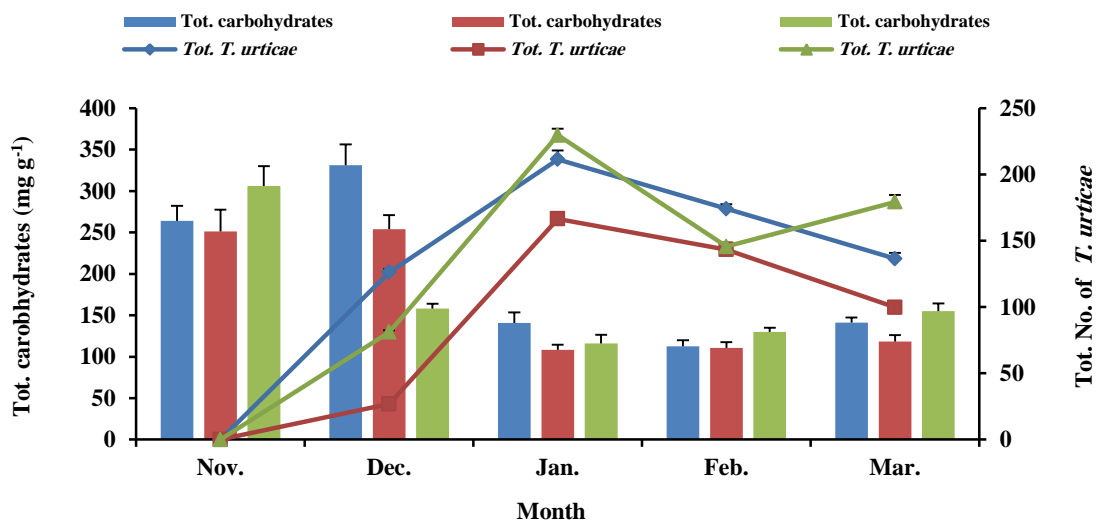 Tot. carbohydrates Tot. carbohydrates Tot. carbohydrates
Tot. T. urticae Tot. T. urticae Tot. T. urticae
Tot. carobhydrates (mg g-1)
400
350
300
250
200
150
100
50
0
250
200
150
100
50
0
Tot. No. of T. urticae
Nov. Dec. Jan. Feb. Mar.
Month